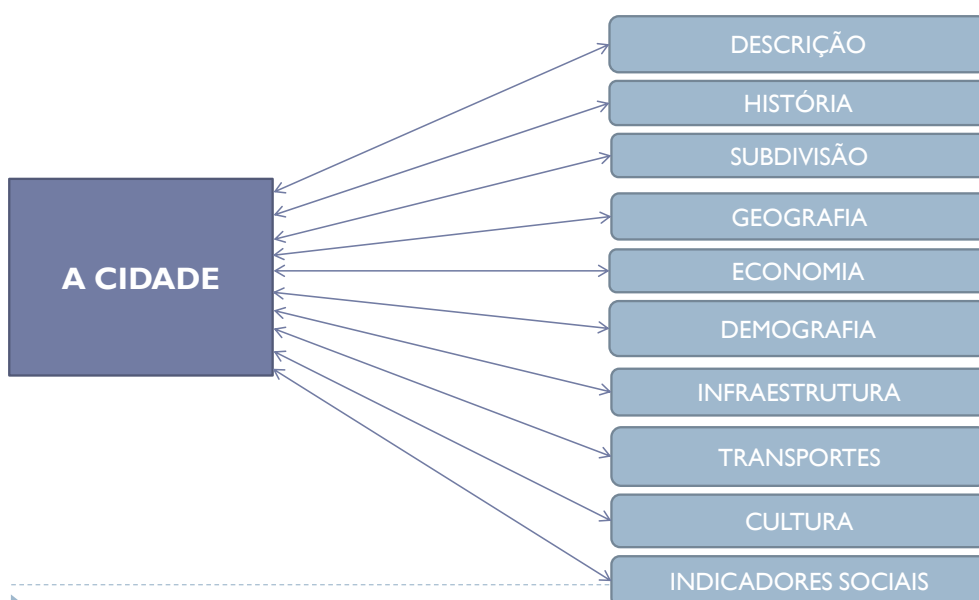 A CIDADE
DESCRIÇÃO
HISTÓRIA
SUBDIVISÃO
GEOGRAFIA
ECONOMIA
DEMOGRAFIA
INFRAESTRUTURA
TRANSPORTES
CULTURA
INDICADORES SOCIAIS